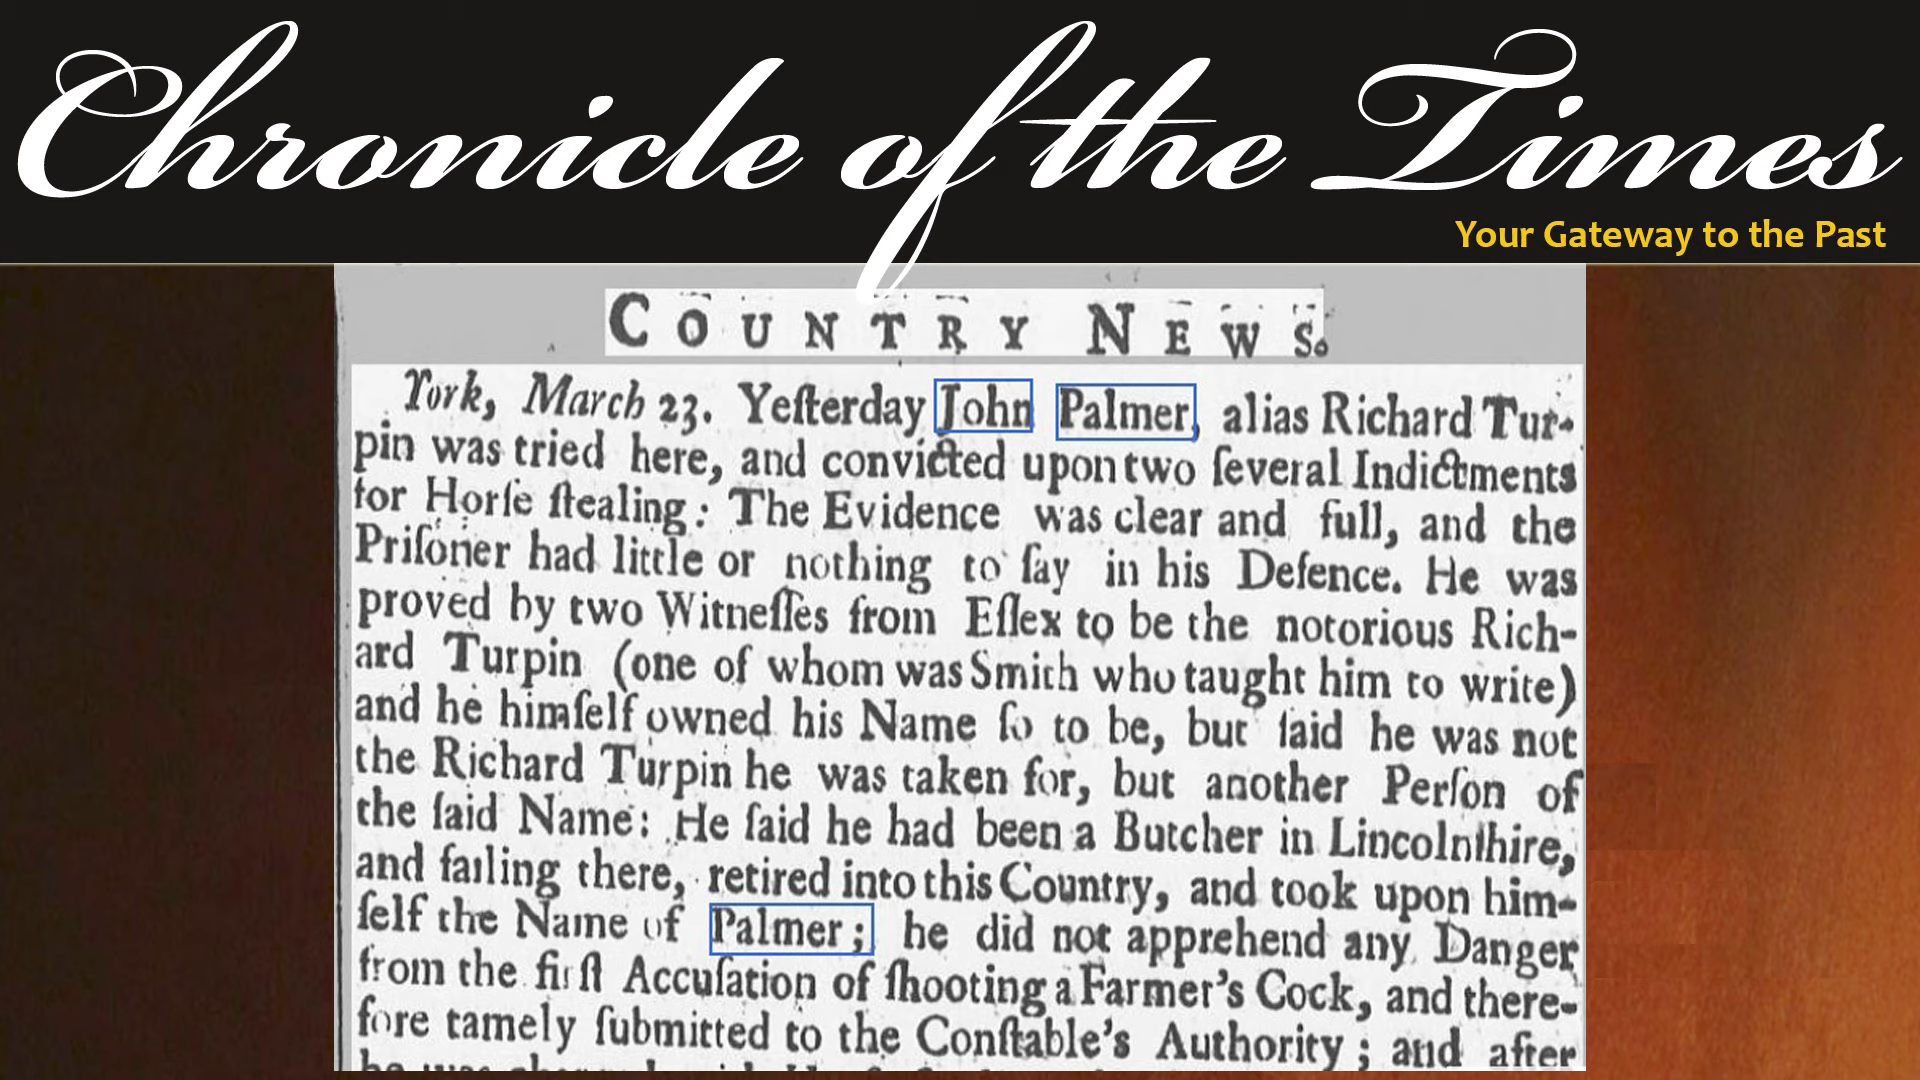 Chronicle of the Times
Your Gateway to the Past
COUNTRY NEWS.
York, March 23. Yeſterday John Palmer, alias Richard Tur-
pin was tried here, and convicted upon two ſeveral Indictments
for Horſe ſtealing: The Evidence was clear and full, and the
Priſoner had little or nothing to ſay in his Defence. He was
proved by two Witneſſes from Eſſex to be the notorious Rich-
ard Turpin (one of whom was Smith who taught him to write)
and he himſelf owned his Name ſo to be, but ſaid he was not
the Richard Turpin he was taken for, but another Perſon of
the ſaid Name: He ſaid he had been a Butcher in Lincolnſhire,
and failing there, retired into this Country, and took upon him-
ſelf the Name of Palmer; he did not apprehend any Danger
from the firſt Accuſation of ſhooting a Farmer's Cock, and there-
fore tamely ſubmitted to the Conſtable's Authority; and after